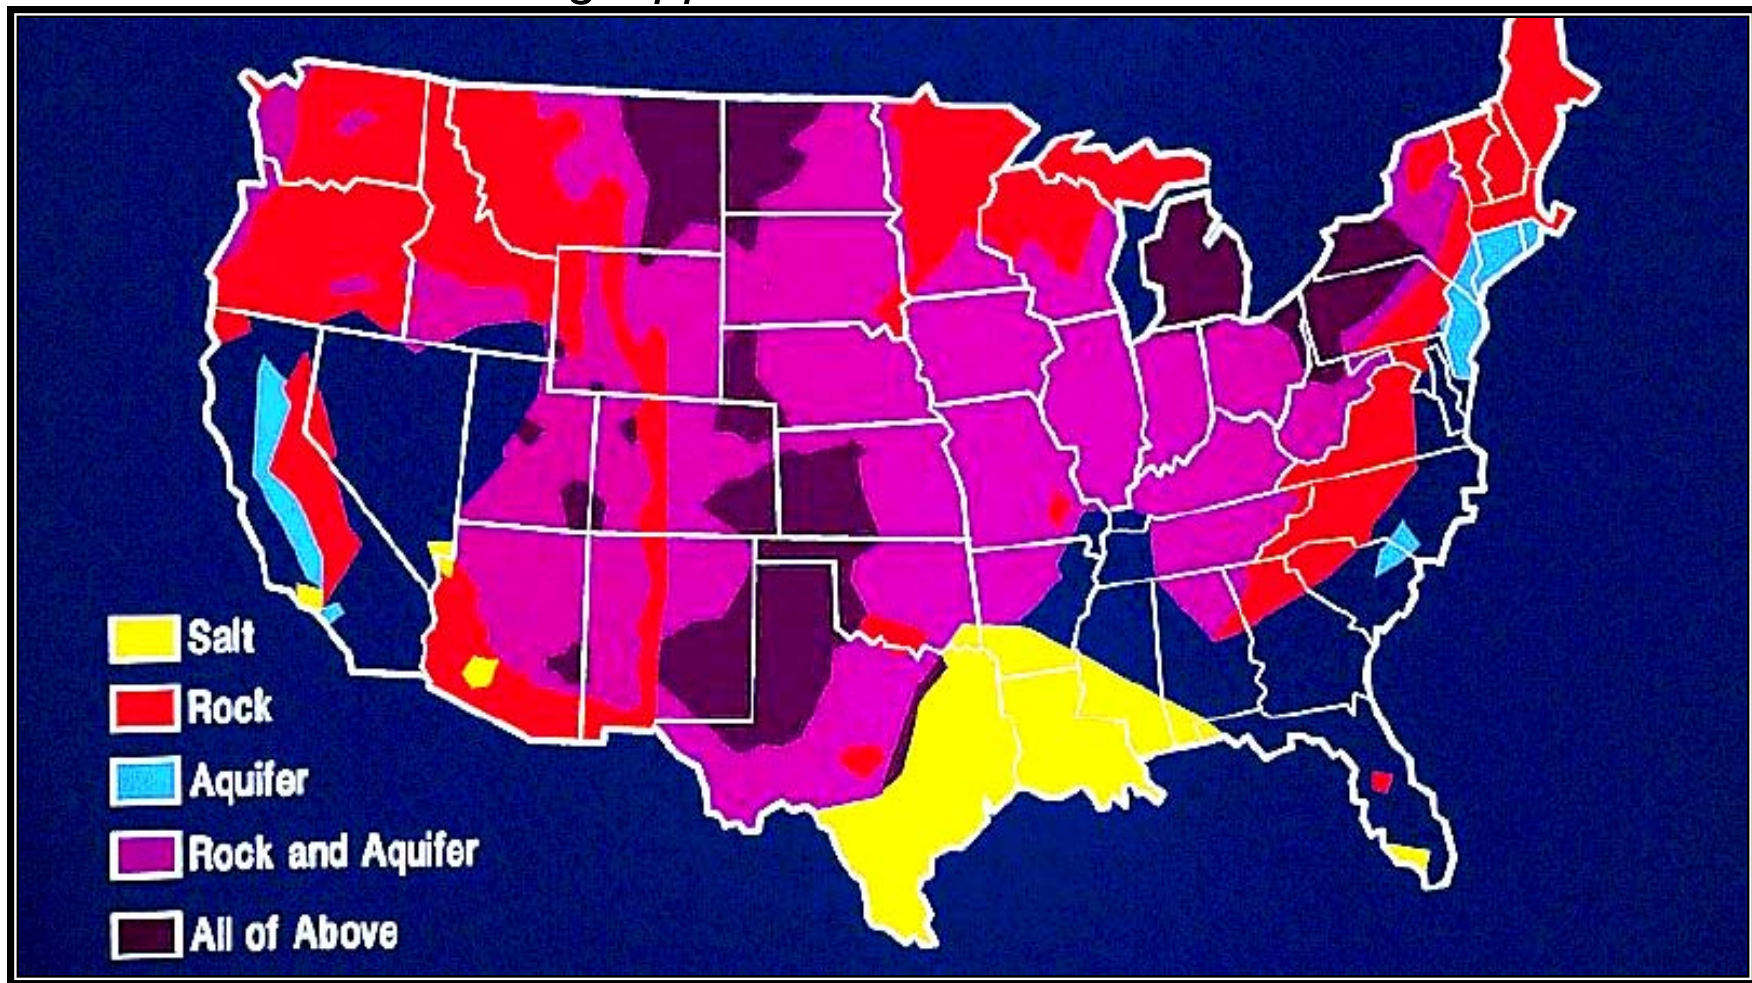 Salt
Rock
Aquifer
Rock and Aquifer
All of Above